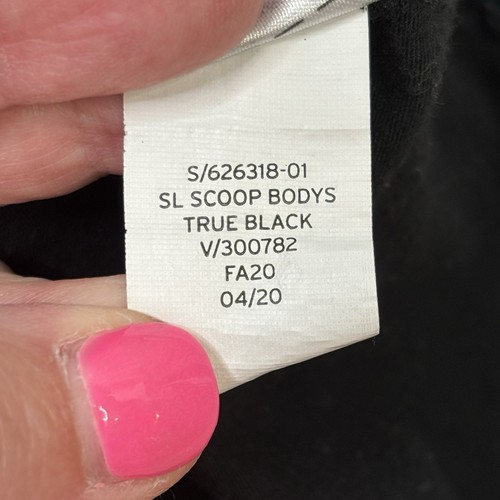 S/626318-01
SL SCOOP BODYS
TRUE BLACK
V/300782
FA20
04/20